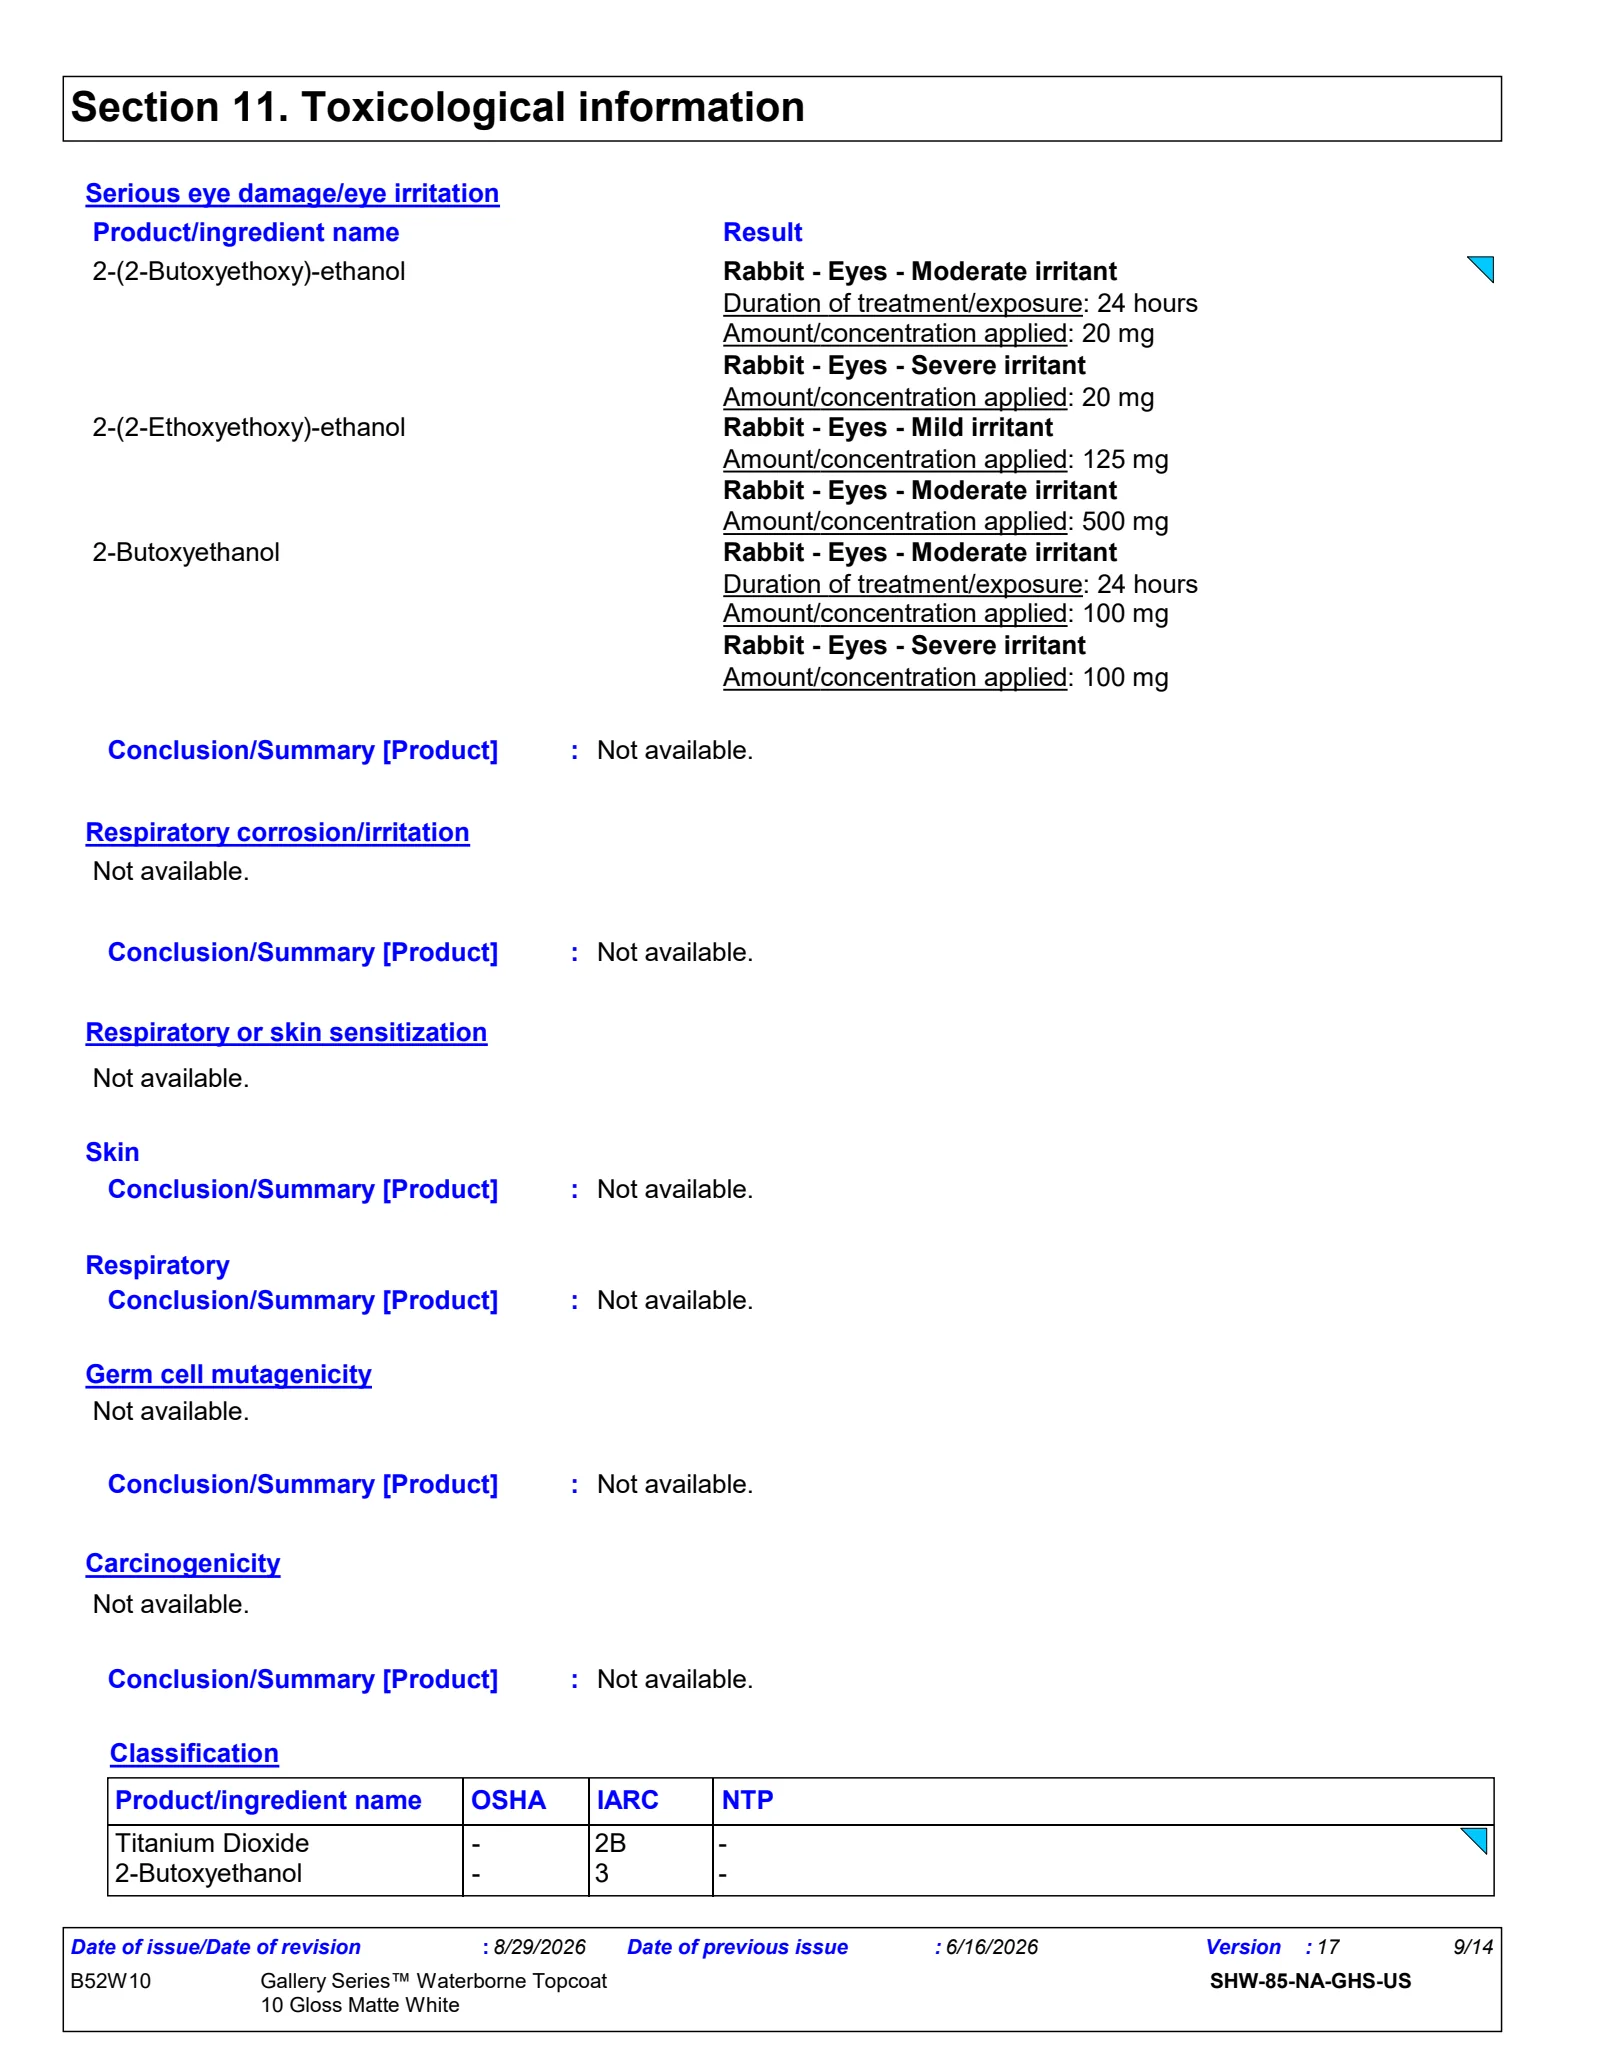 Section 11. Toxicological information
Serious eye damage/eye irritation
Product/ingredient name Result
2-(2-Butoxyethoxy)-ethanol Rabbit - Eyes - Moderate irritant
Duration of treatment/exposure: 24 hours
Amount/concentration applied: 20 mg
Rabbit - Eyes - Severe irritant
Amount/concentration applied: 20 mg
2-(2-Ethoxyethoxy)-ethanol Rabbit - Eyes - Mild irritant
Amount/concentration applied: 125 mg
Rabbit - Eyes - Moderate irritant
Amount/concentration applied: 500 mg
2-Butoxyethanol Rabbit - Eyes - Moderate irritant
Duration of treatment/exposure: 24 hours
Amount/concentration applied: 100 mg
Rabbit - Eyes - Severe irritant
Amount/concentration applied: 100 mg
Conclusion/Summary [Product] : Not available.
Respiratory corrosion/irritation
Not available.
Conclusion/Summary [Product] : Not available.
Respiratory or skin sensitization
Not available.
Skin
Conclusion/Summary [Product] : Not available.
Respiratory
Conclusion/Summary [Product] : Not available.
Germ cell mutagenicity
Not available.
Conclusion/Summary [Product] : Not available.
Carcinogenicity
Not available.
Conclusion/Summary [Product] : Not available.
Classification
Product/ingredient name OSHA IARC NTP
Titanium Dioxide - 2B -
2-Butoxyethanol - 3 -
Date of issue/Date of revision : 8/29/2026 Date of previous issue : 6/16/2026 Version : 17 9/14
B52W10 Gallery Series™ Waterborne Topcoat SHW-85-NA-GHS-US
10 Gloss Matte White